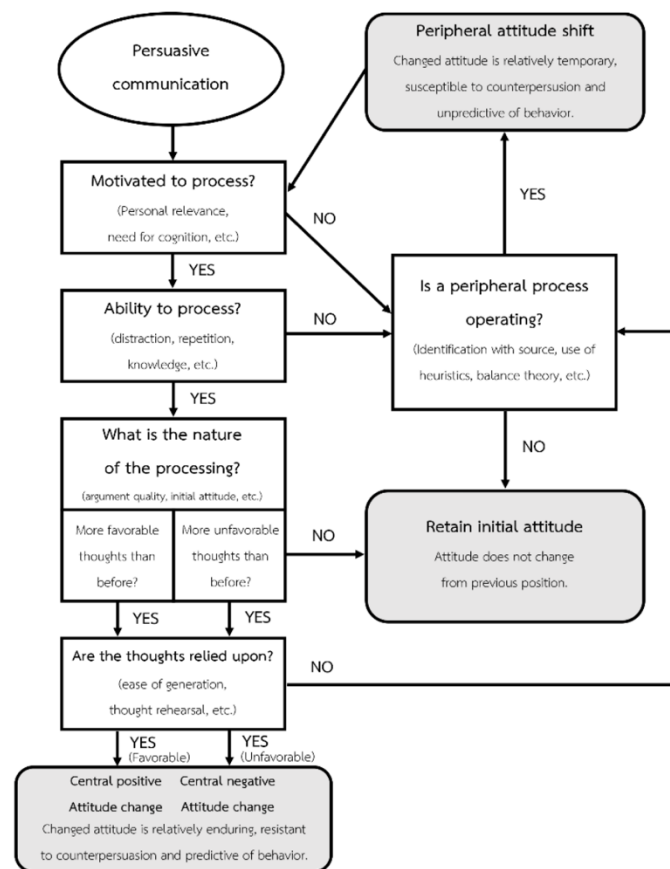 Persuasive
communication
Peripheral attitude shift
Changed attitude is relatively temporary,
susceptible to counterpersusion and
unpredictive of behavior.
Motivated to process?
(Personal relevance,
need for cognition, etc.)
NO
YES
YES
Is a peripheral process
operating?
(Identification with source, use of
heuristics, balance theory, etc.)
Ability to process?
(distraction, repetition,
knowledge, etc.)
NO
YES
NO
What is the nature
of the processing?
(argument quality, initial attitude, etc.)
More favorable
thoughts than
before?
More unfavorable
thoughts than
before?
NO
Retain initial attitude
Attitude does not change
from previous position.
YES
YES
Are the thoughts relied upon?
(ease of generation,
thought rehearsal, etc.)
NO
YES
(Favorable)
YES
(Unfavorable)
Central positive
Attitude change
Central negative
Attitude change
Changed attitude is relatively enduring, resistant
to counterpersuasion and predictive of behavior.